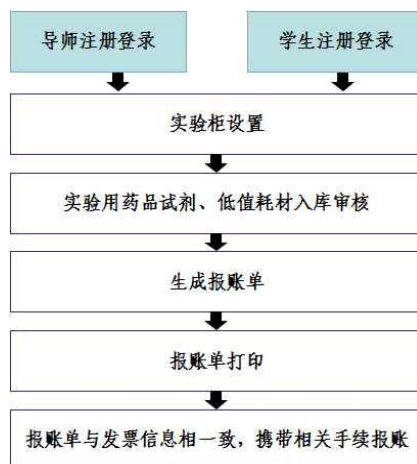 导师注册登录
学生注册登录
实验柜设置
实验用药品试剂、低值耗材入库审核
生成报账单
报账单打印
报账单与发票信息相一致，携带相关手续报账